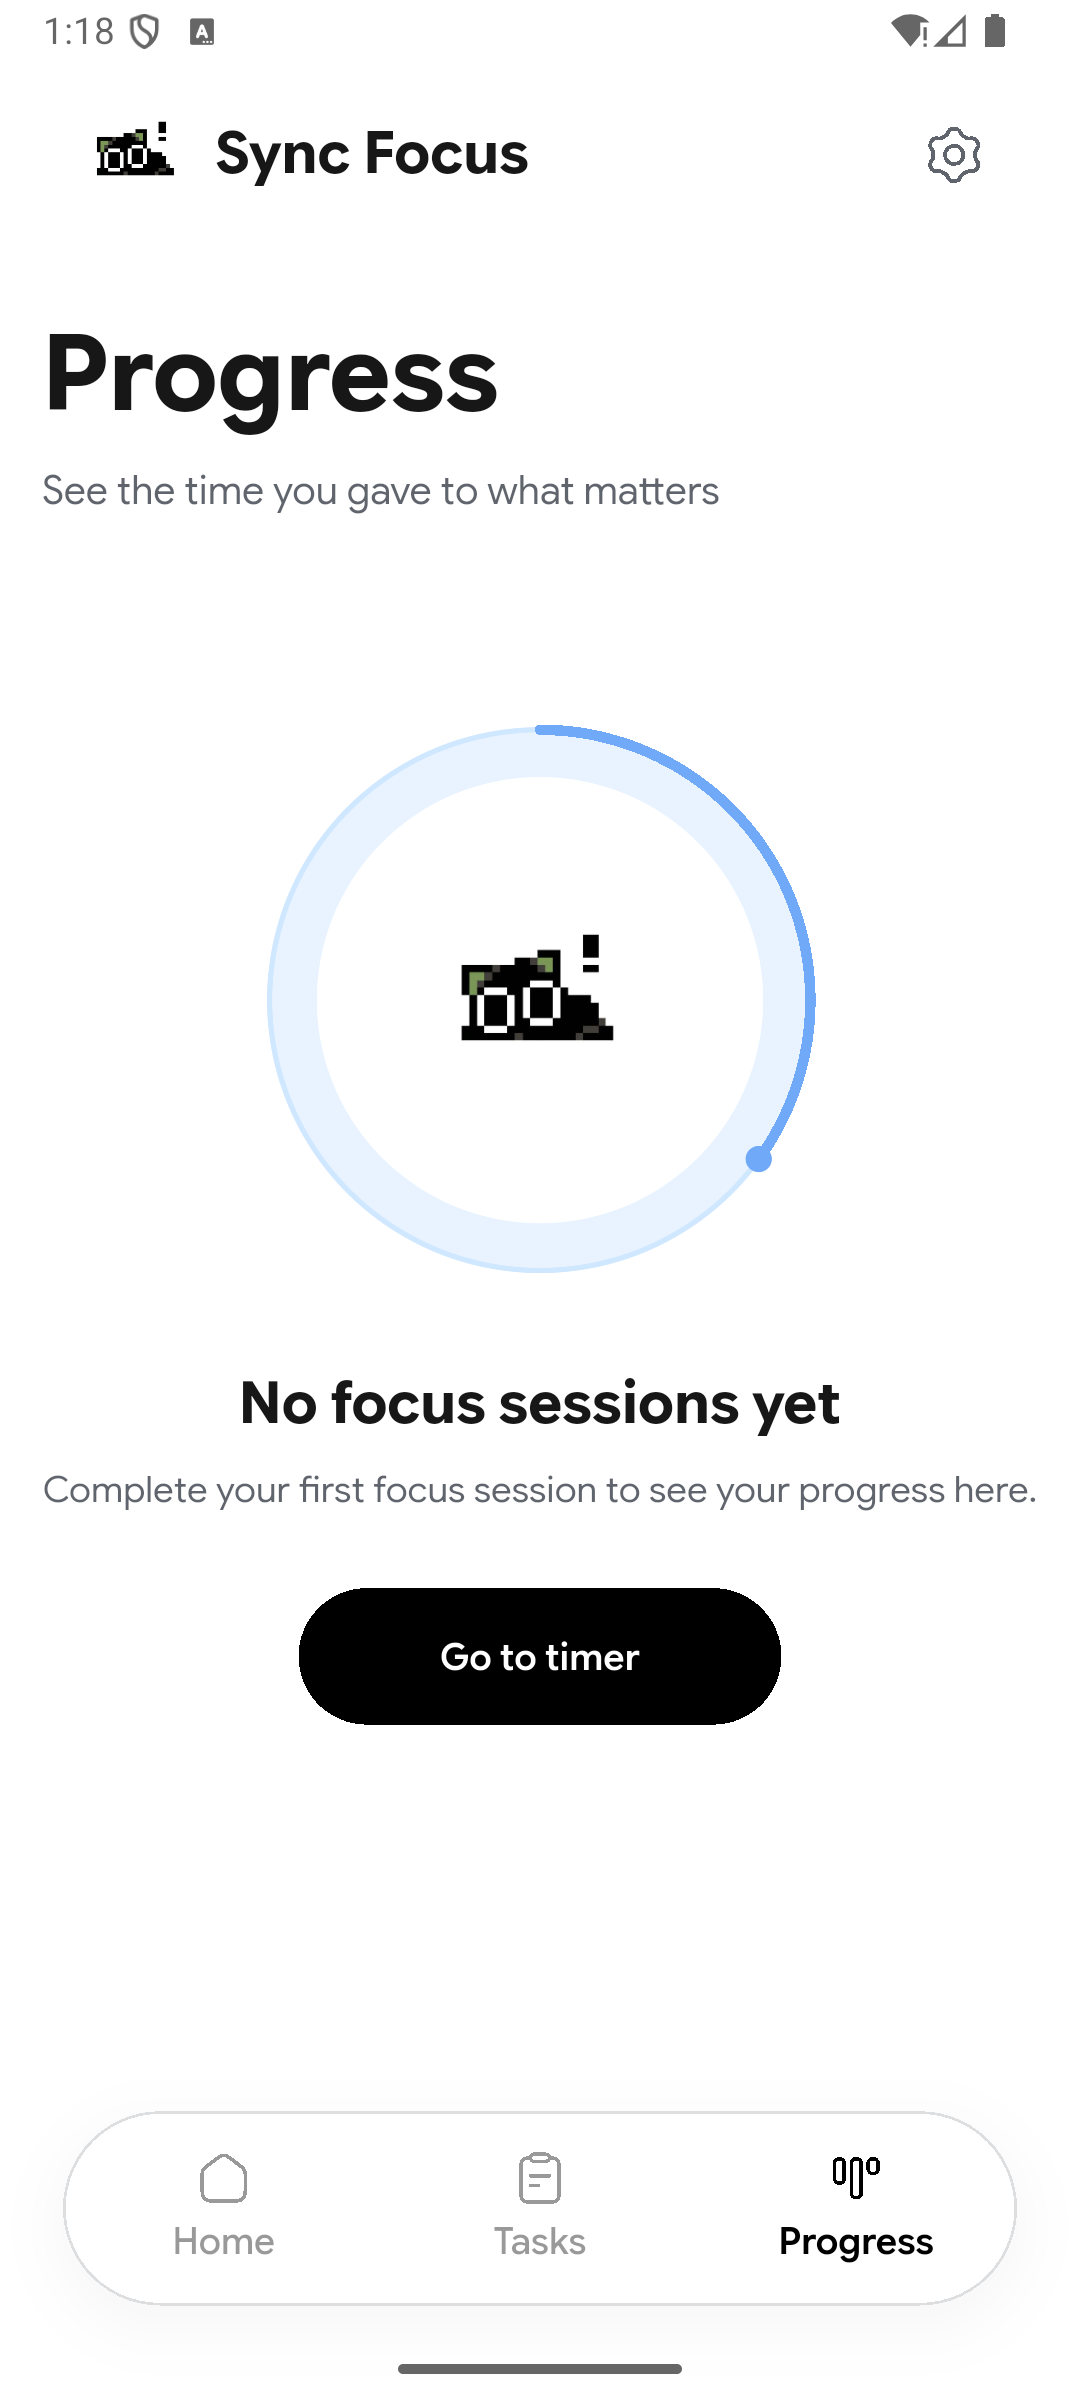 1:18
Sync Focus
Progress
See the time you gave to what matters
No focus sessions yet
Complete your first focus session to see your progress here.
Go to timer
Home
Tasks
Progress